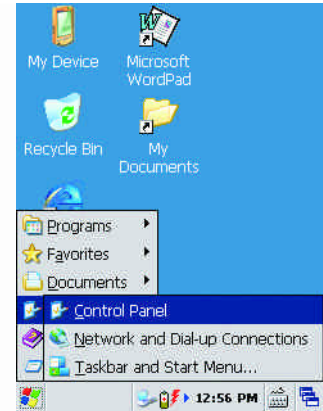 My Device
Microsoft
WordPad
Recycle Bin
My
Documents
Programs
Favorites
Documents
Control Panel
Network and Dial-up Connections
Taskbar and Start Menu...
12:56 PM